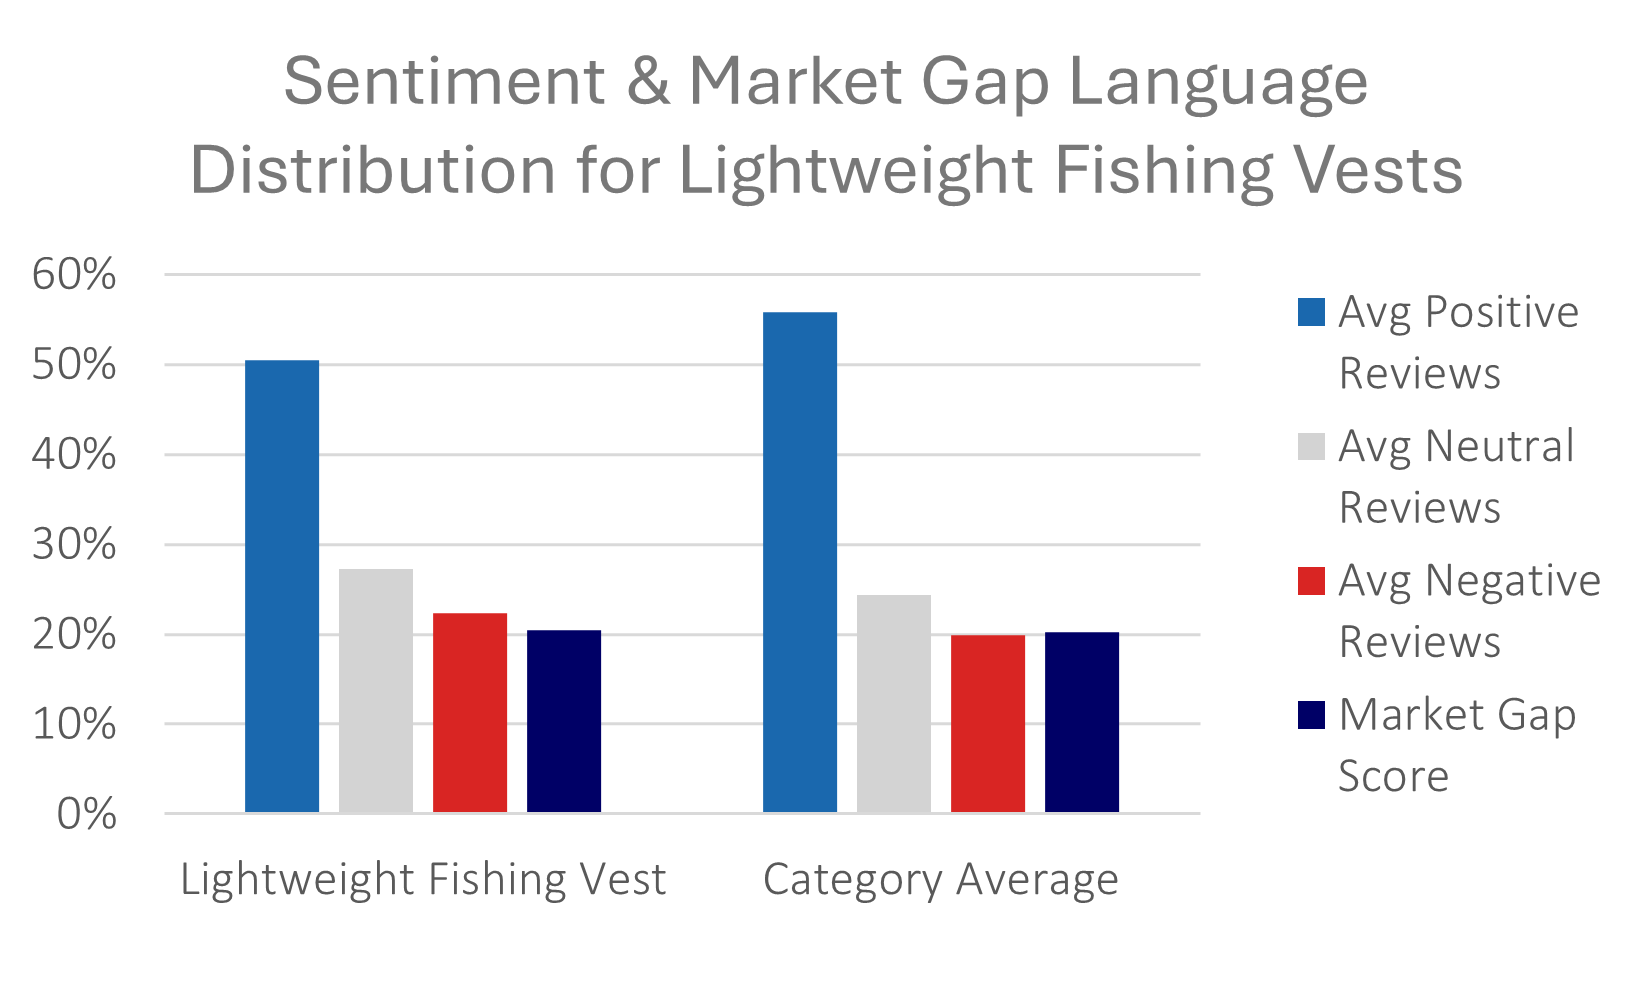 Sentiment & Market Gap Language
Distribution for Lightweight Fishing Vests
60%
50%
40%
30%
20%
10%
0%
Lightweight Fishing Vest
Category Average
Avg Positive
Reviews
Avg Neutral
Reviews
Avg Negative
Reviews
Market Gap
Score